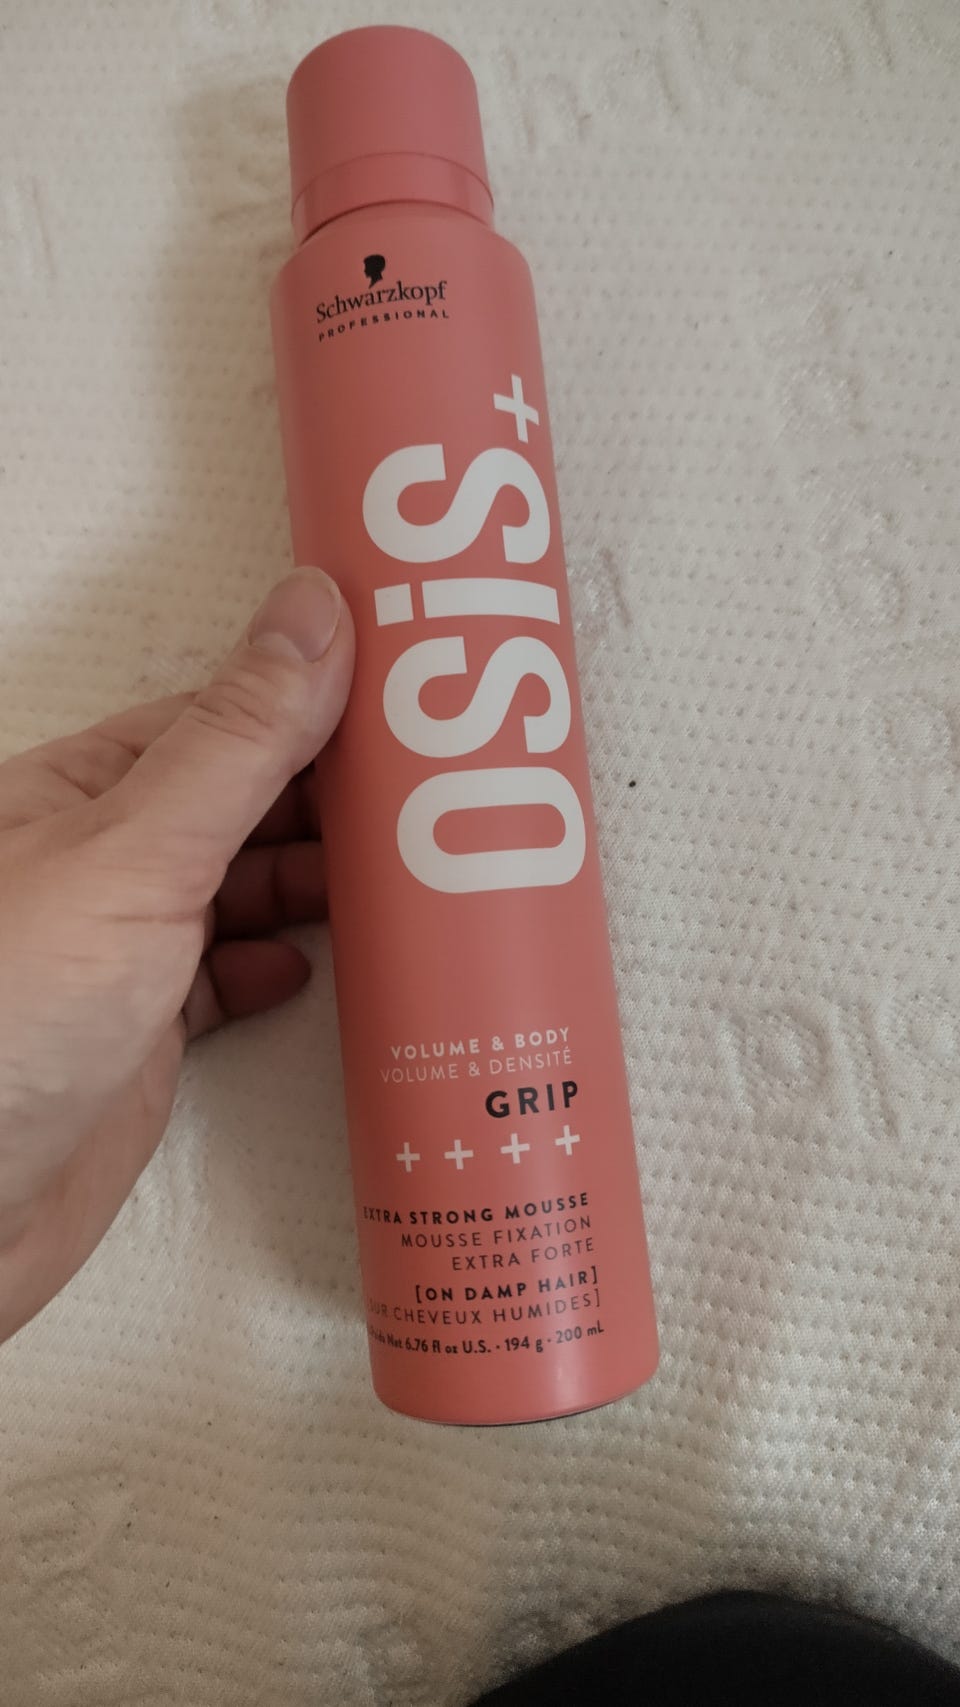 Schwarzkopf
PROFESSIONAL
OSiS+
VOLUME & BODY
VOLUME & DENSITÉ
GRIP
++++
EXTRA STRONG MOUSSE
MOUSSE FIXATION
EXTRA FORTE
[ON DAMP HAIR]
SUR CHEVEUX HUMIDES]
Net 6.76 fl oz U.S. · 194 g · 200 mL